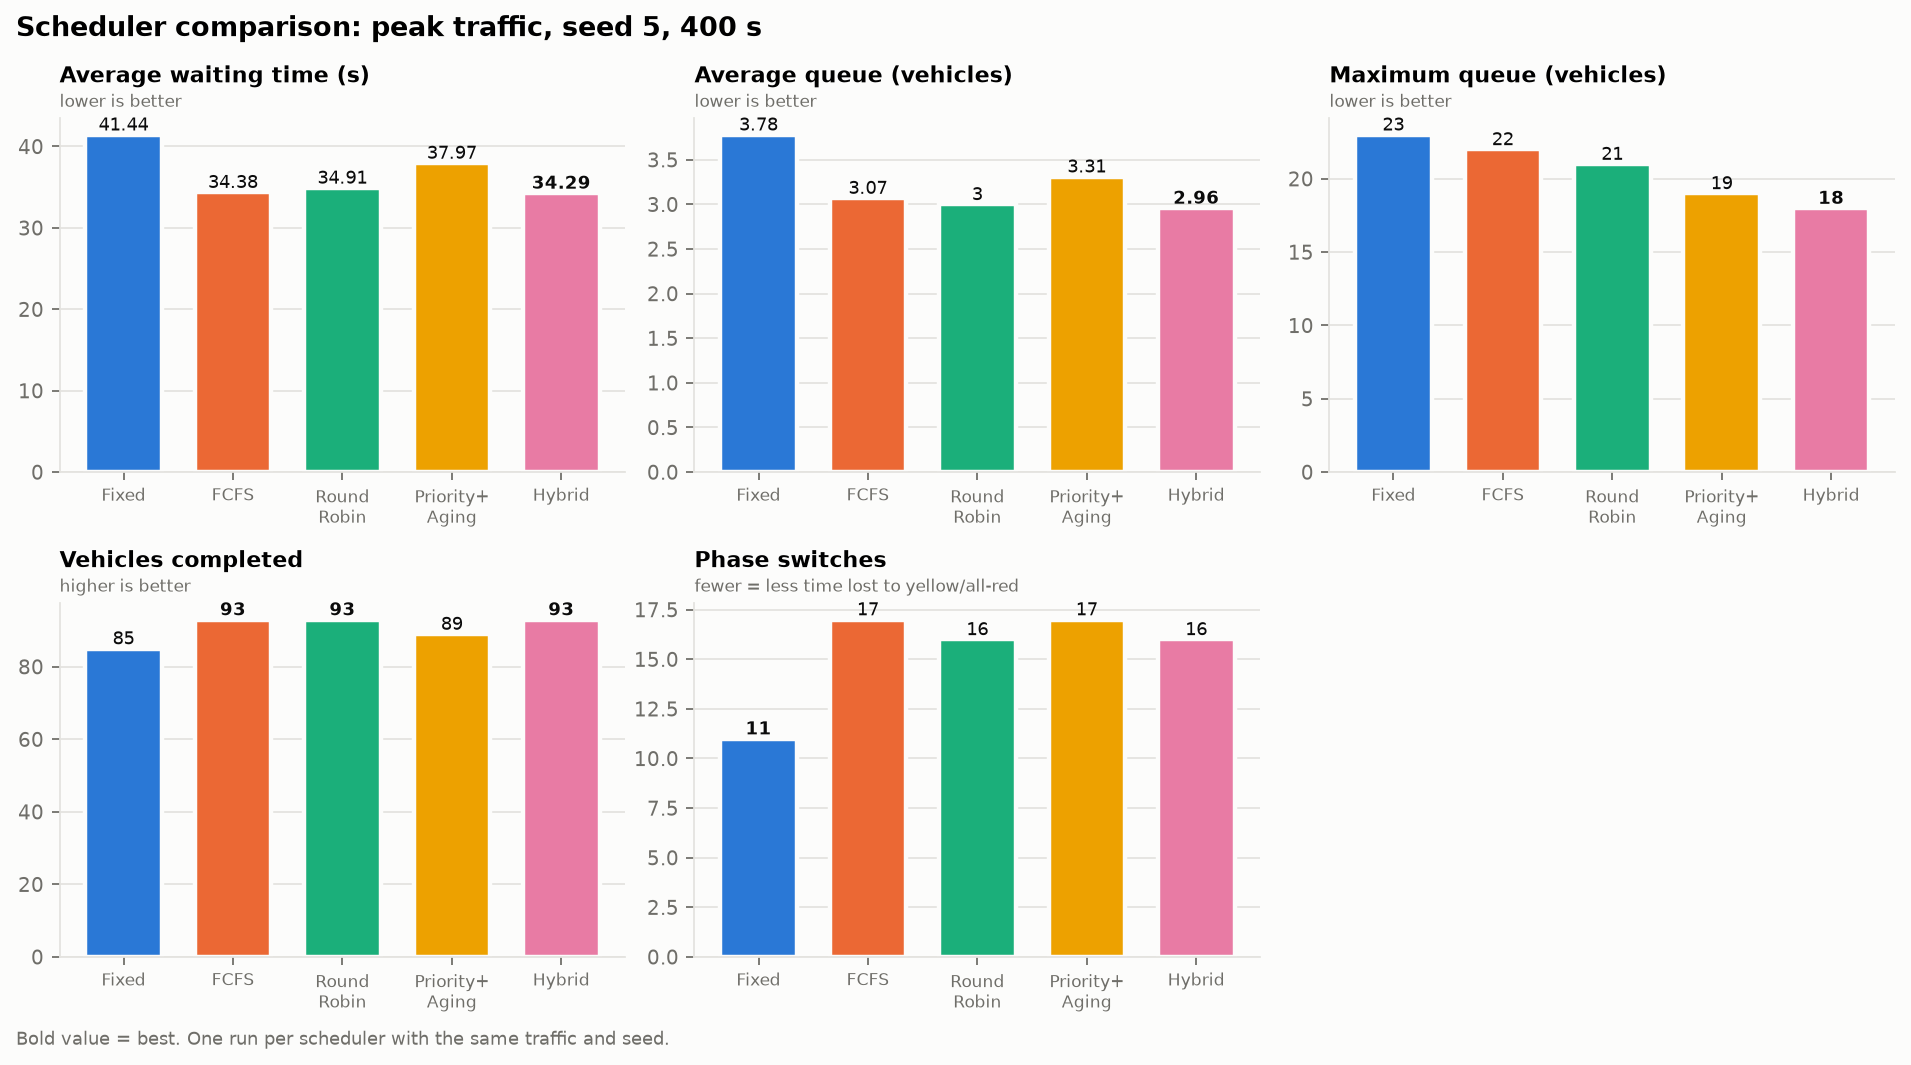 Scheduler comparison: peak traffic, seed 5, 400 s
Average waiting time (s)
lower is better
41.44
34.38
34.91
37.97
34.29
40
30
20
10
0
Fixed
FCFS
Round
Robin
Priority+
Aging
Hybrid
Average queue (vehicles)
lower is better
3.78
3.07
3
3.31
2.96
3.5
3.0
2.5
2.0
1.5
1.0
0.5
0.0
Fixed
FCFS
Round
Robin
Priority+
Aging
Hybrid
Maximum queue (vehicles)
lower is better
23
22
21
19
18
20
15
10
5
0
Fixed
FCFS
Round
Robin
Priority+
Aging
Hybrid
Vehicles completed
higher is better
85
93
93
89
93
80
60
40
20
0
Fixed
FCFS
Round
Robin
Priority+
Aging
Hybrid
Phase switches
fewer = less time lost to yellow/all-red
11
17
16
17
16
17.5
15.0
12.5
10.0
7.5
5.0
2.5
0.0
Fixed
FCFS
Round
Robin
Priority+
Aging
Hybrid
Bold value = best. One run per scheduler with the same traffic and seed.